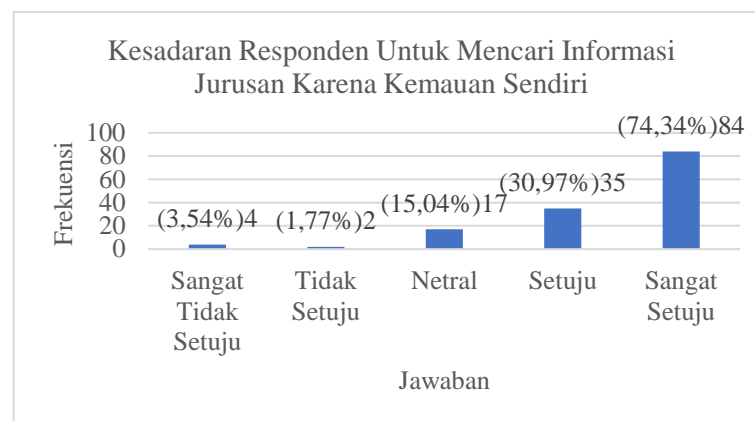 Kesadaran Responden Untuk Mencari Informasi
Jurusan Karena Kemauan Sendiri
Frekuensi
100
80
60
40
20
0
(3,54%)4
(1,77%)2
(15,04%)17
(30,97%)35
(74,34%)84
Sangat
Tidak
Setuju
Tidak
Setuju
Netral
Setuju
Sangat
Setuju
Jawaban